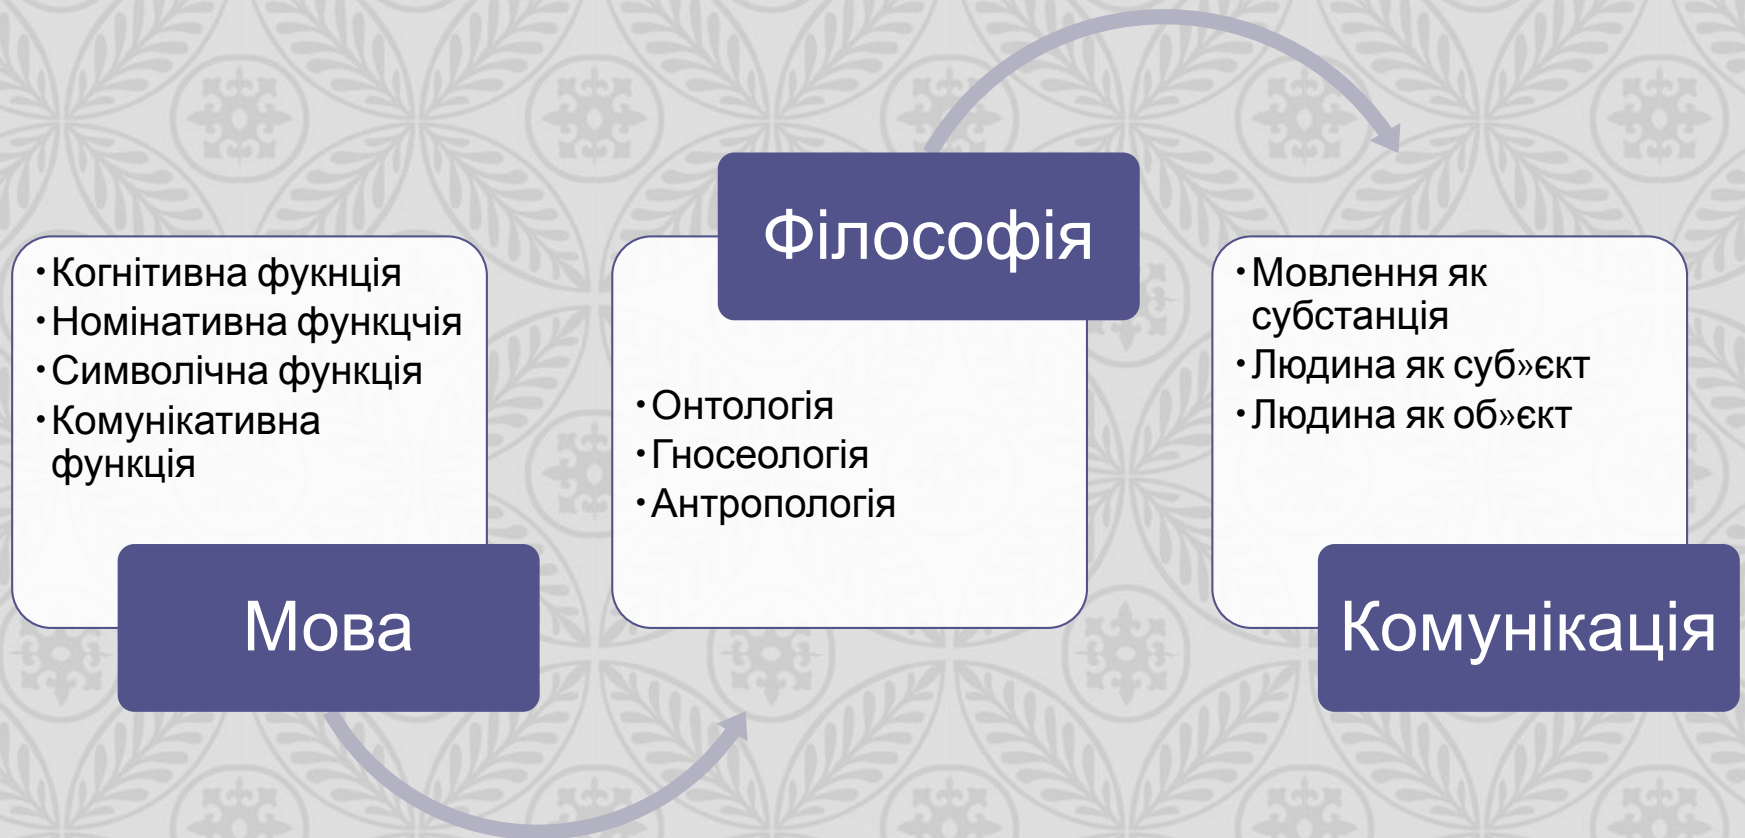 ·Когнітивна фукнція
·Номінативна функцчія
·Символічна функція
·Комунікативна
функція
Мова
Філософія
·Онтологія
·Гносеологія
·Антропологія
·Мовлення як
субстанція
·Людина як суб»єкт
·Людина як об»єкт
Комунікація